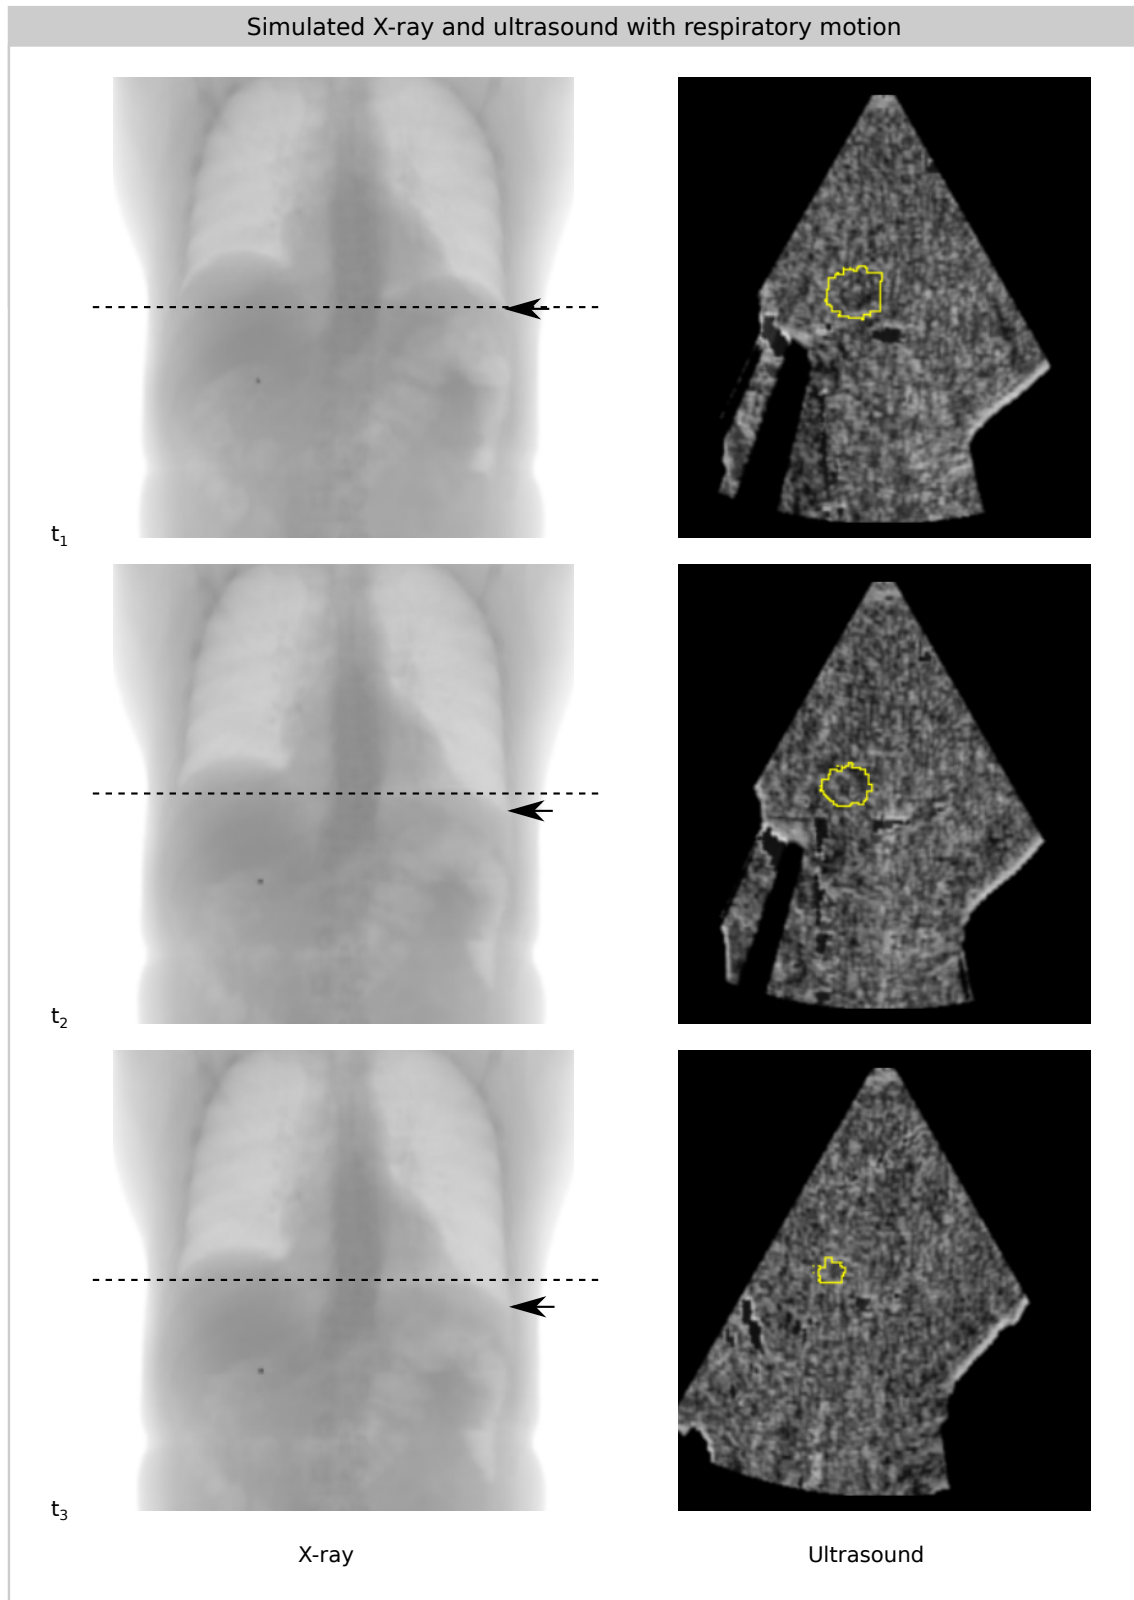 Simulated X-ray and ultrasound with respiratory motion
t₁
t₂
t₃
X-ray
Ultrasound